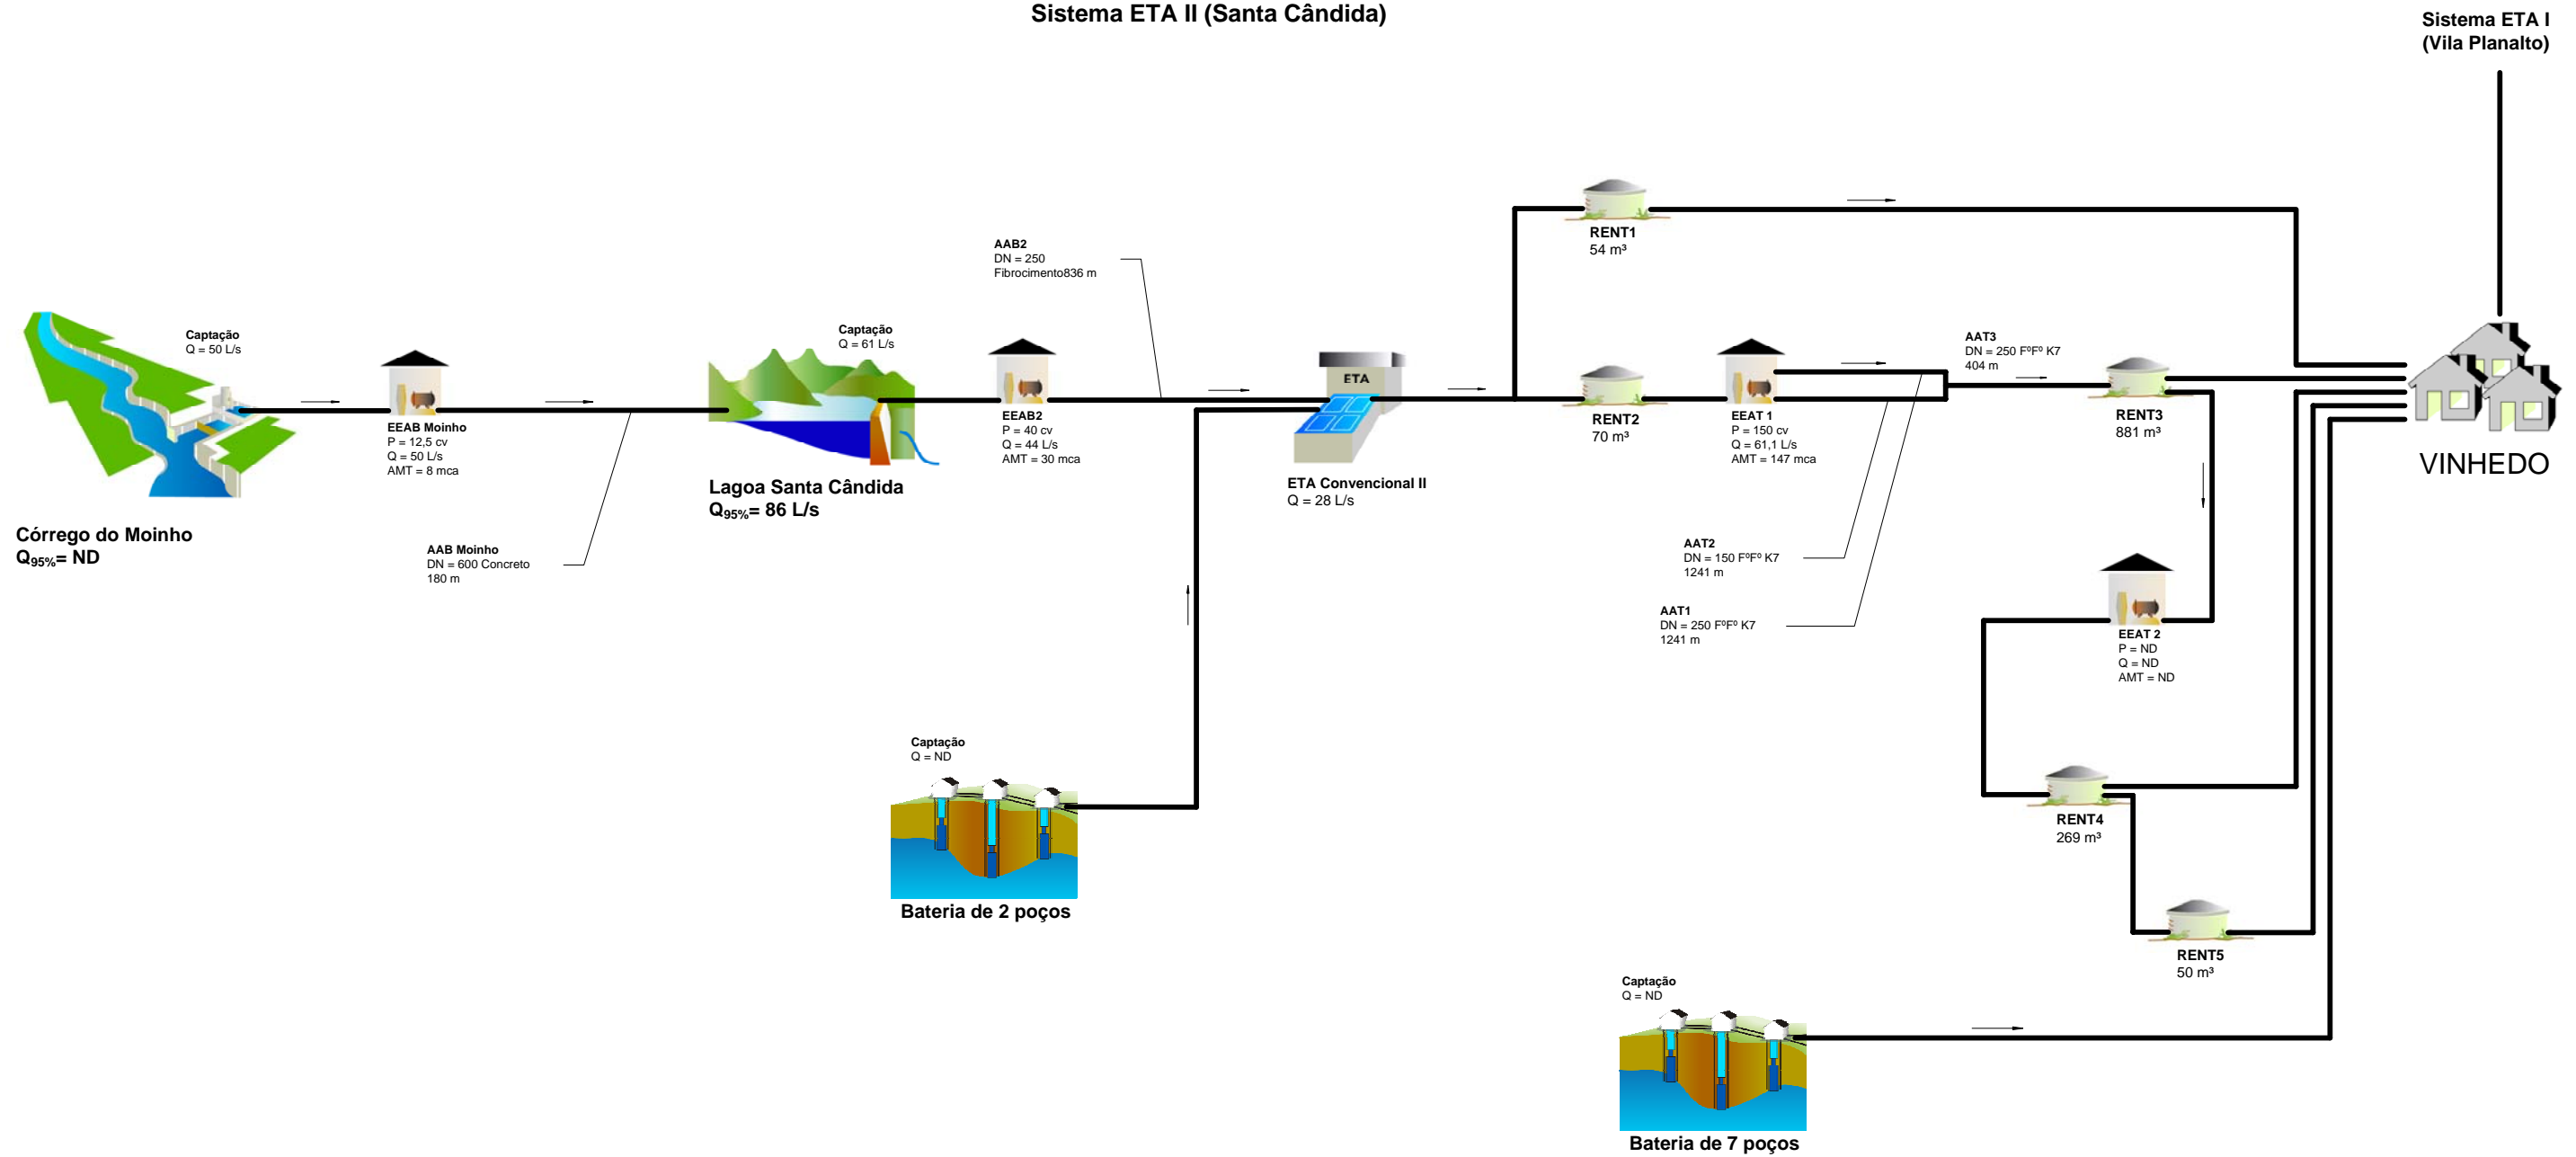 Sistema ETA II (Santa Cândida)
Sistema ETA I
(Vila Planalto)
RENT1
54 m³
AAB2
DN = 250
Fibrocimento836 m
Captação
Q = 50 L/s
Captação
Q = 61 L/s
AAT3
DN = 250 FºFº K7
404 m
ETA
EEAB Moinho
P = 12,5 cv
Q = 50 L/s
AMT = 8 mca
EEAB2
P = 40 cv
Q = 44 L/s
AMT = 30 mca
RENT2
70 m³
EEAT 1
P = 150 cv
Q = 61,1 L/s
AMT = 147 mca
RENT3
881 m³
VINHEDO
Lagoa Santa Cândida
Q95%= 86 L/s
ETA Convencional II
Q = 28 L/s
Córrego do Moinho
Q95%= ND
AAB Moinho
DN = 600 Concreto
180 m
AAT2
DN = 150 FºFº K7
1241 m
AAT1
DN = 250 FºFº K7
1241 m
EEAT 2
P = ND
Q = ND
AMT = ND
Captação
Q = ND
Bateria de 2 poços
RENT4
269 m³
RENT5
50 m³
Captação
Q = ND
Bateria de 7 poços